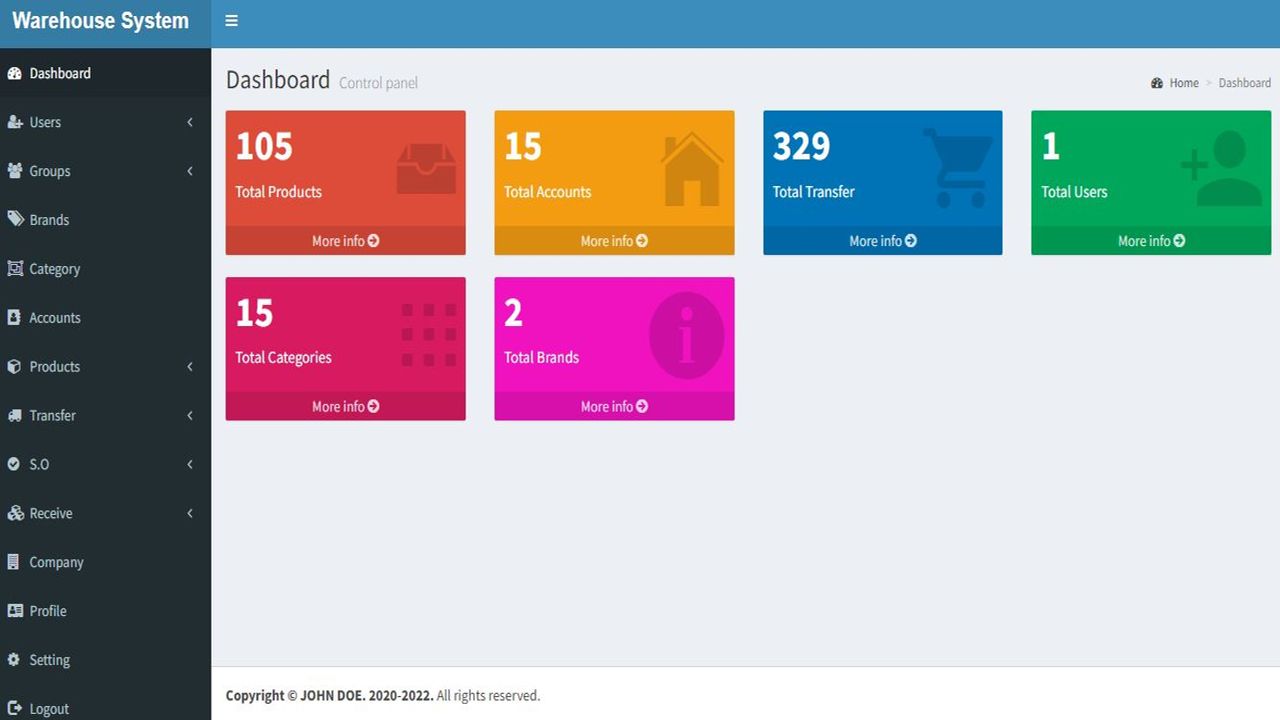 Warehouse System
Dashboard
Users
Groups
Brands
Category
Accounts
Products
Transfer
S.O
Receive
Company
Profile
Setting
Logout
Dashboard Control panel
Home > Dashboard
105
Total Products
More info
15
Total Accounts
More info
329
Total Transfer
More info
1
Total Users
More info
15
Total Categories
More info
2
Total Brands
More info
Copyright © JOHN DOE. 2020-2022. All rights reserved.